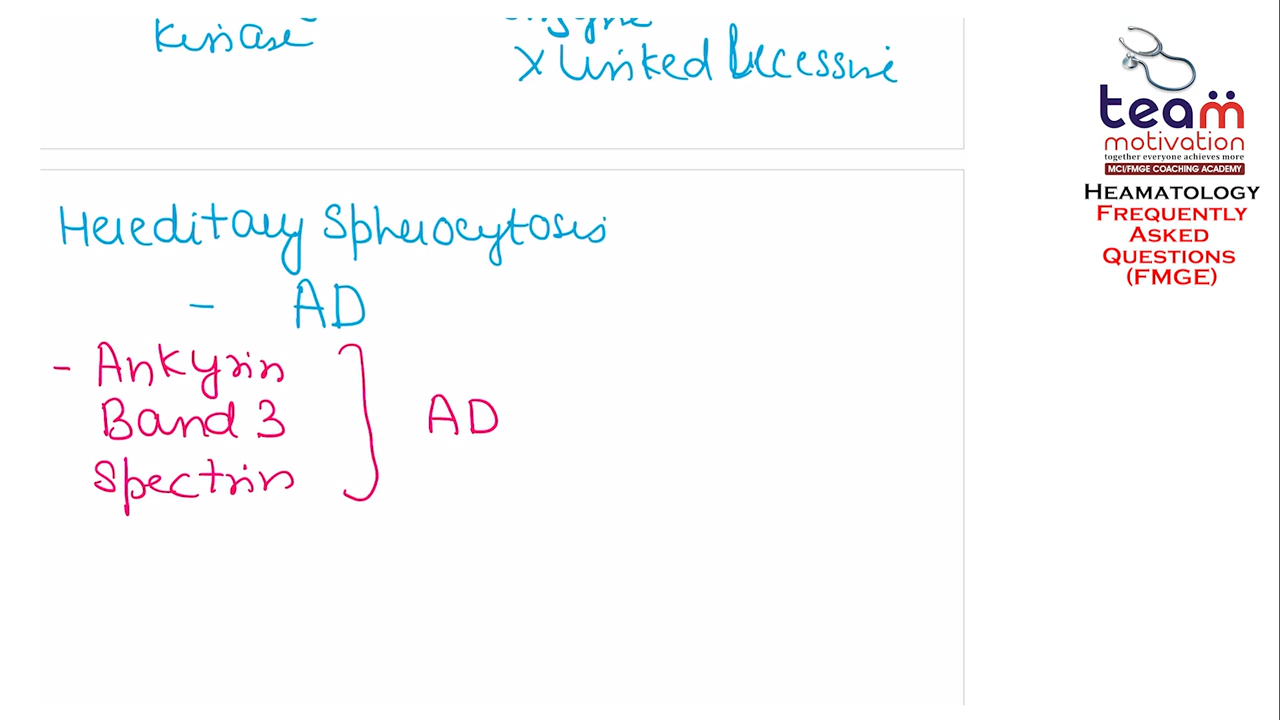 Kinase
X linked Recessive
Hereditary Spherocytosis
- AD
- Ankyrin
Band 3
Spectrin
AD
team
motivation
together everyone achieves more
MCI/FMGE COACHING ACADEMY
HEAMATOLOGY
FREQUENTLY
ASKED
QUESTIONS
(FMGE)